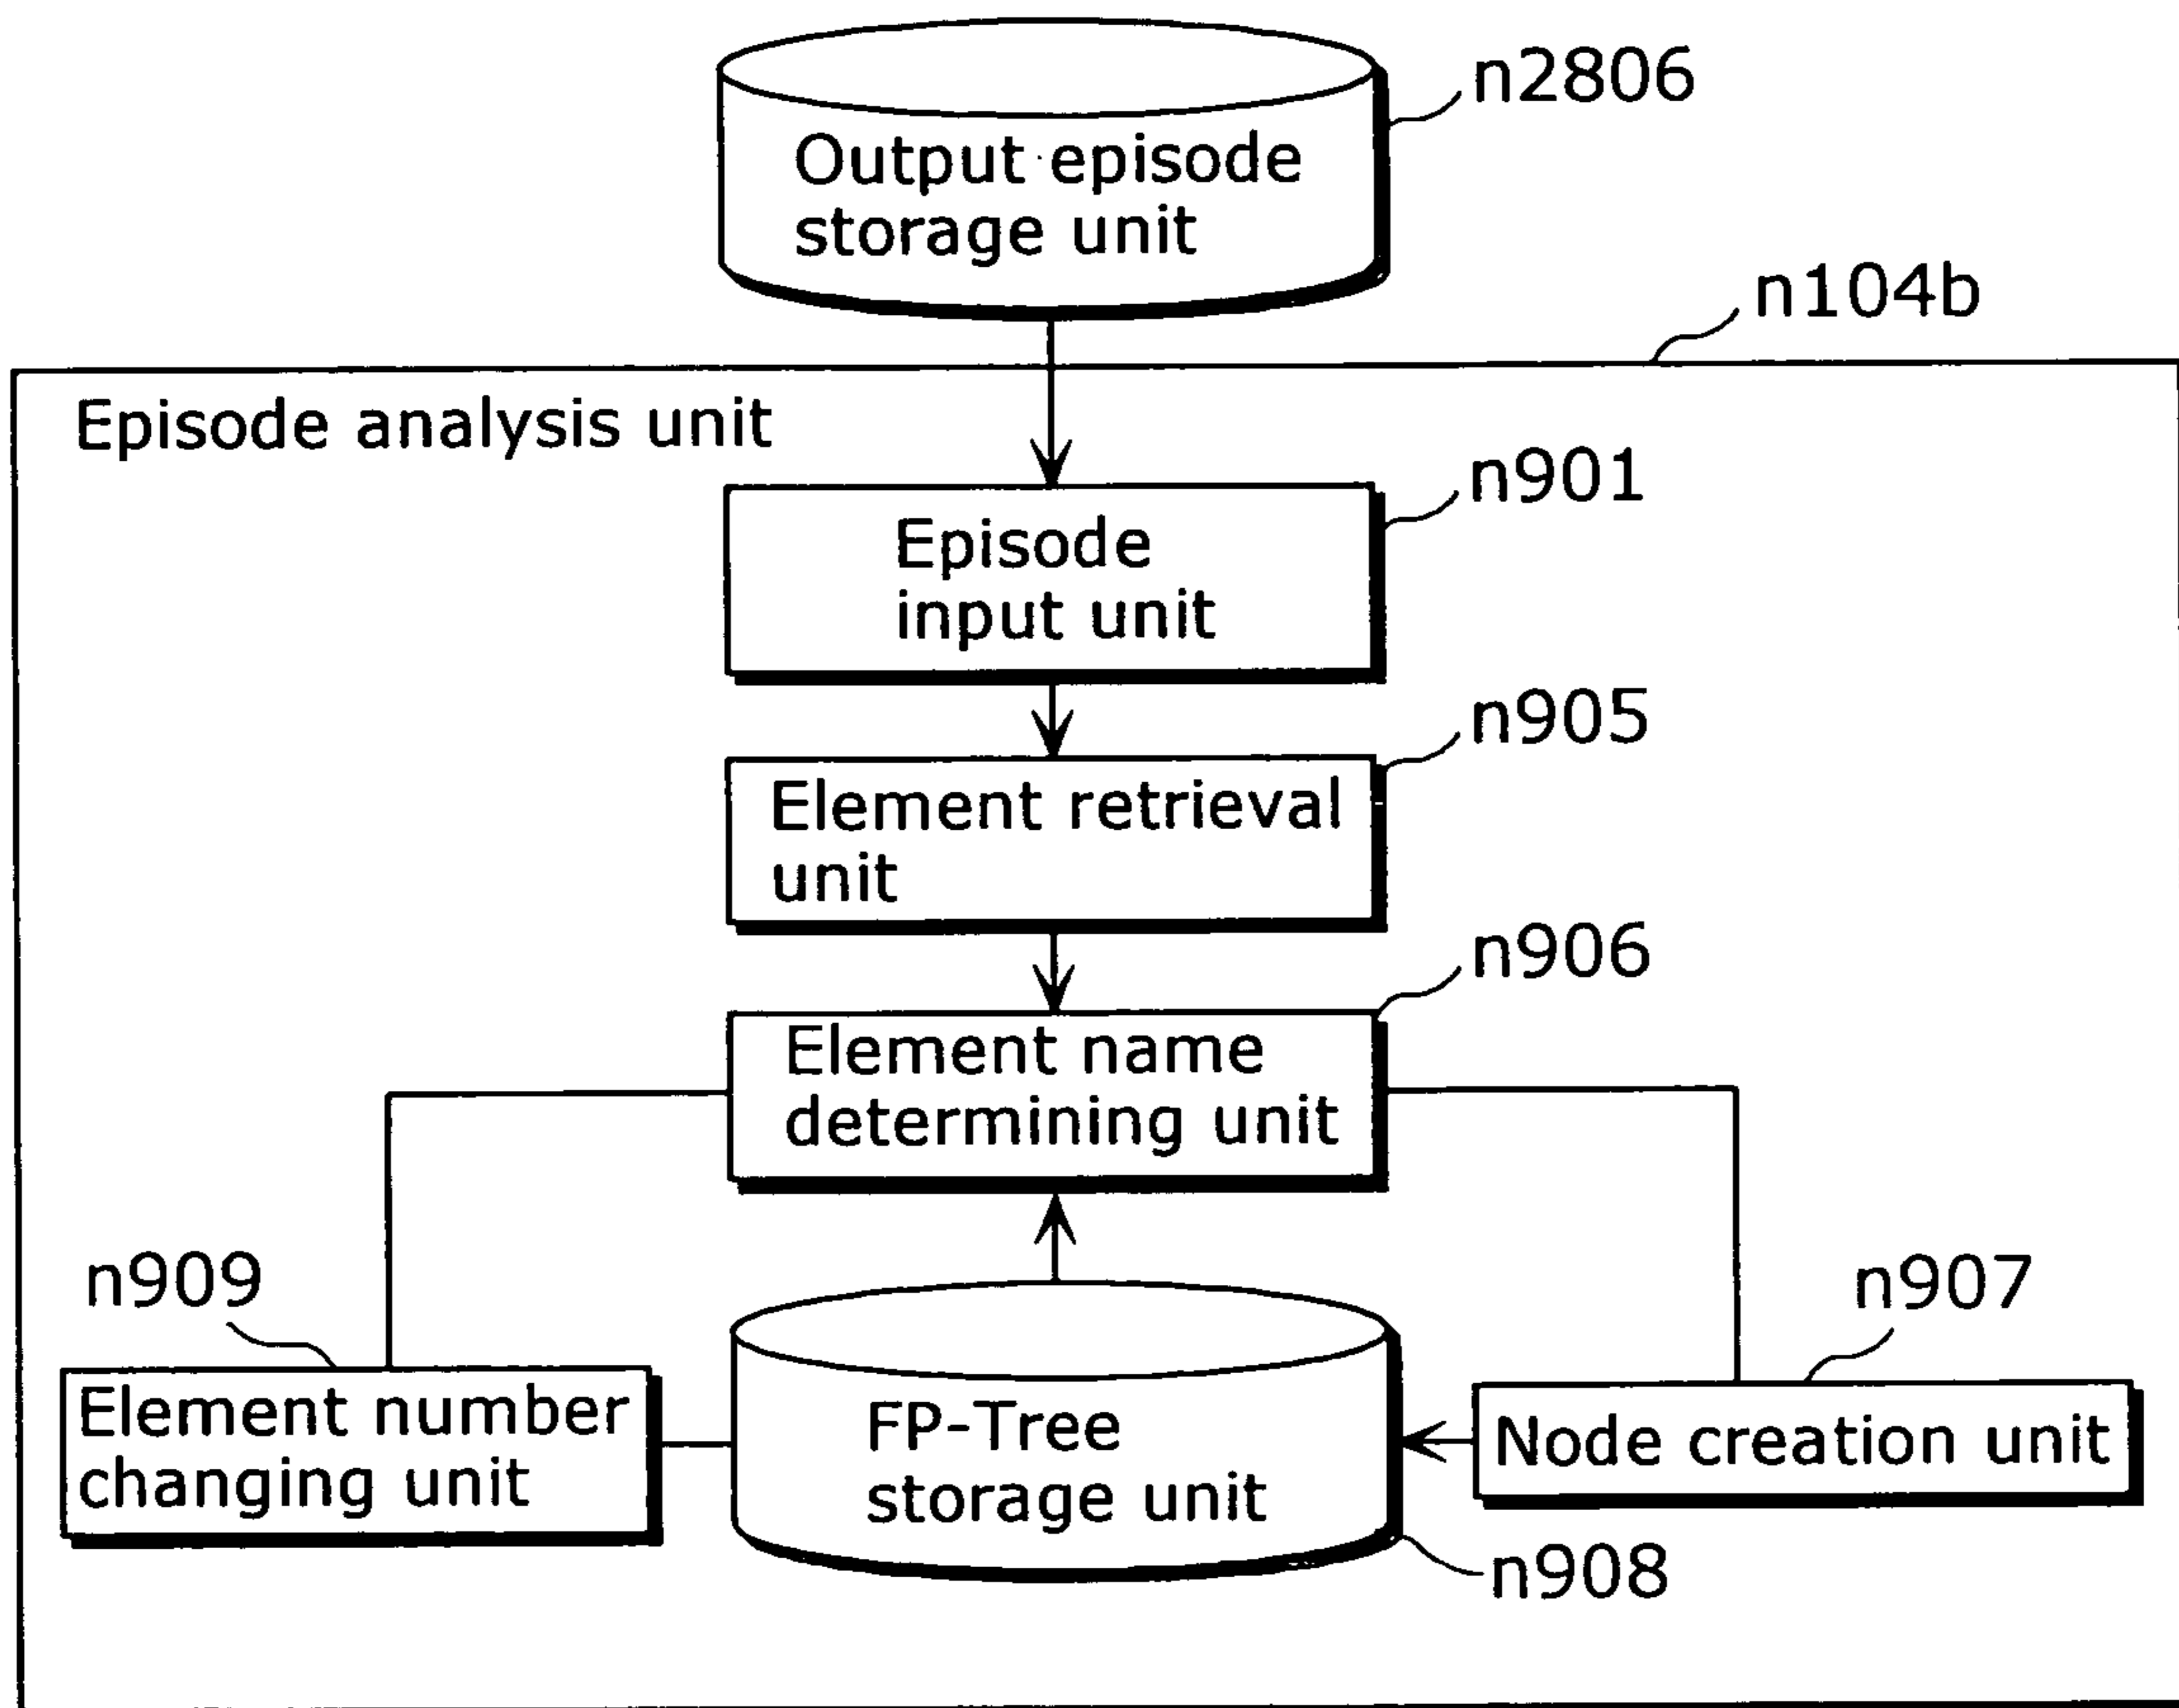 n2806
Output episode
storage unit
n104b
Episode analysis unit
n901
Episode
input unit
n905
Element retrieval
unit
n906
Element name
determining unit
n909
n907
Element number
changing unit
FP-Tree
storage unit
Node creation unit
n908